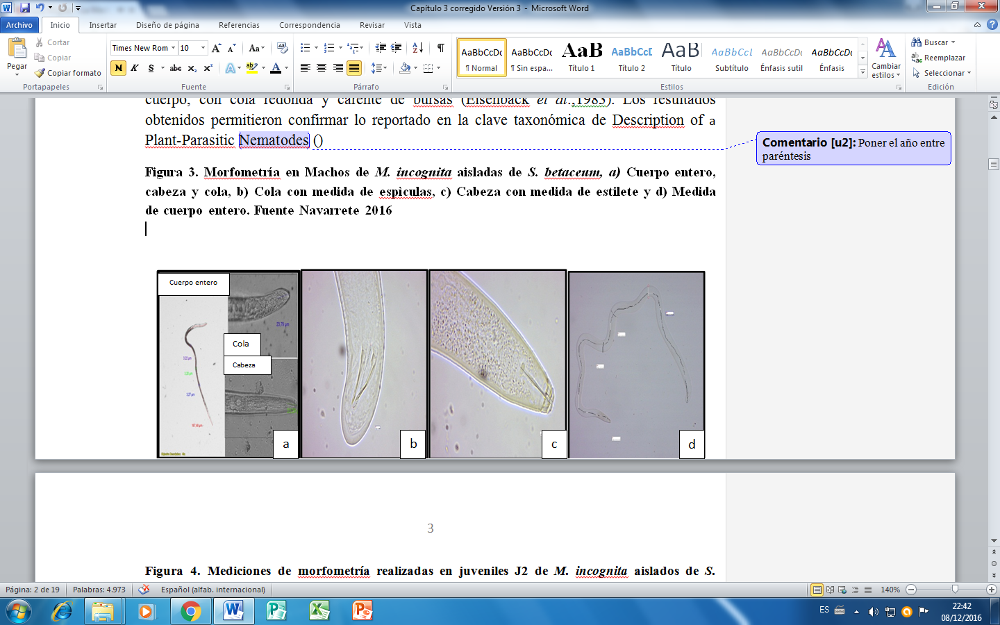 Capítulo 3 corregido Versión 3 - Microsoft Word
Archivo Inicio Insertar Diseño de página Referencias Correspondencia Revisar Vista
Pegar
Cortar
Copiar
Copiar formato
Portapapeles
Times New Rom 10
Fuente
Párrafo
AaBbCcDc AaBbCcDc AaB AaBbCcD AaB AaBbCcL AaBbCcDc AaBbCcDc
¶ Normal ¶ Sin espa... Título 1 Título 2 Título Subtítulo Énfasis sutil Énfasis
Cambiar estilos
Estilos
Buscar
Reemplazar
Seleccionar
Edición
cuerpo, con cola redonda y carente de bursas (Eisenback et al.,1983). Los resultados
obtenidos permitieron confirmar lo reportado en la clave taxonómica de Description of a
Plant-Parasitic Nematodes ()
Comentario [u2]: Poner el año entre
paréntesis
Figura 3. Morfometría en Machos de M. incognita aisladas de S. betaceum, a) Cuerpo entero,
cabeza y cola, b) Cola con medida de espiculas, c) Cabeza con medida de estilete y d) Medida
de cuerpo entero. Fuente Navarrete 2016
Cuerpo entero
Cola
Cabeza
a
b
c
d
3
Figura 4. Mediciones de morfometría realizadas en juveniles J2 de M. incognita aislados de S.
Página: 2 de 19 Palabras: 4.973 Español (alfab. internacional) 140%
ES
22:42
08/12/2016